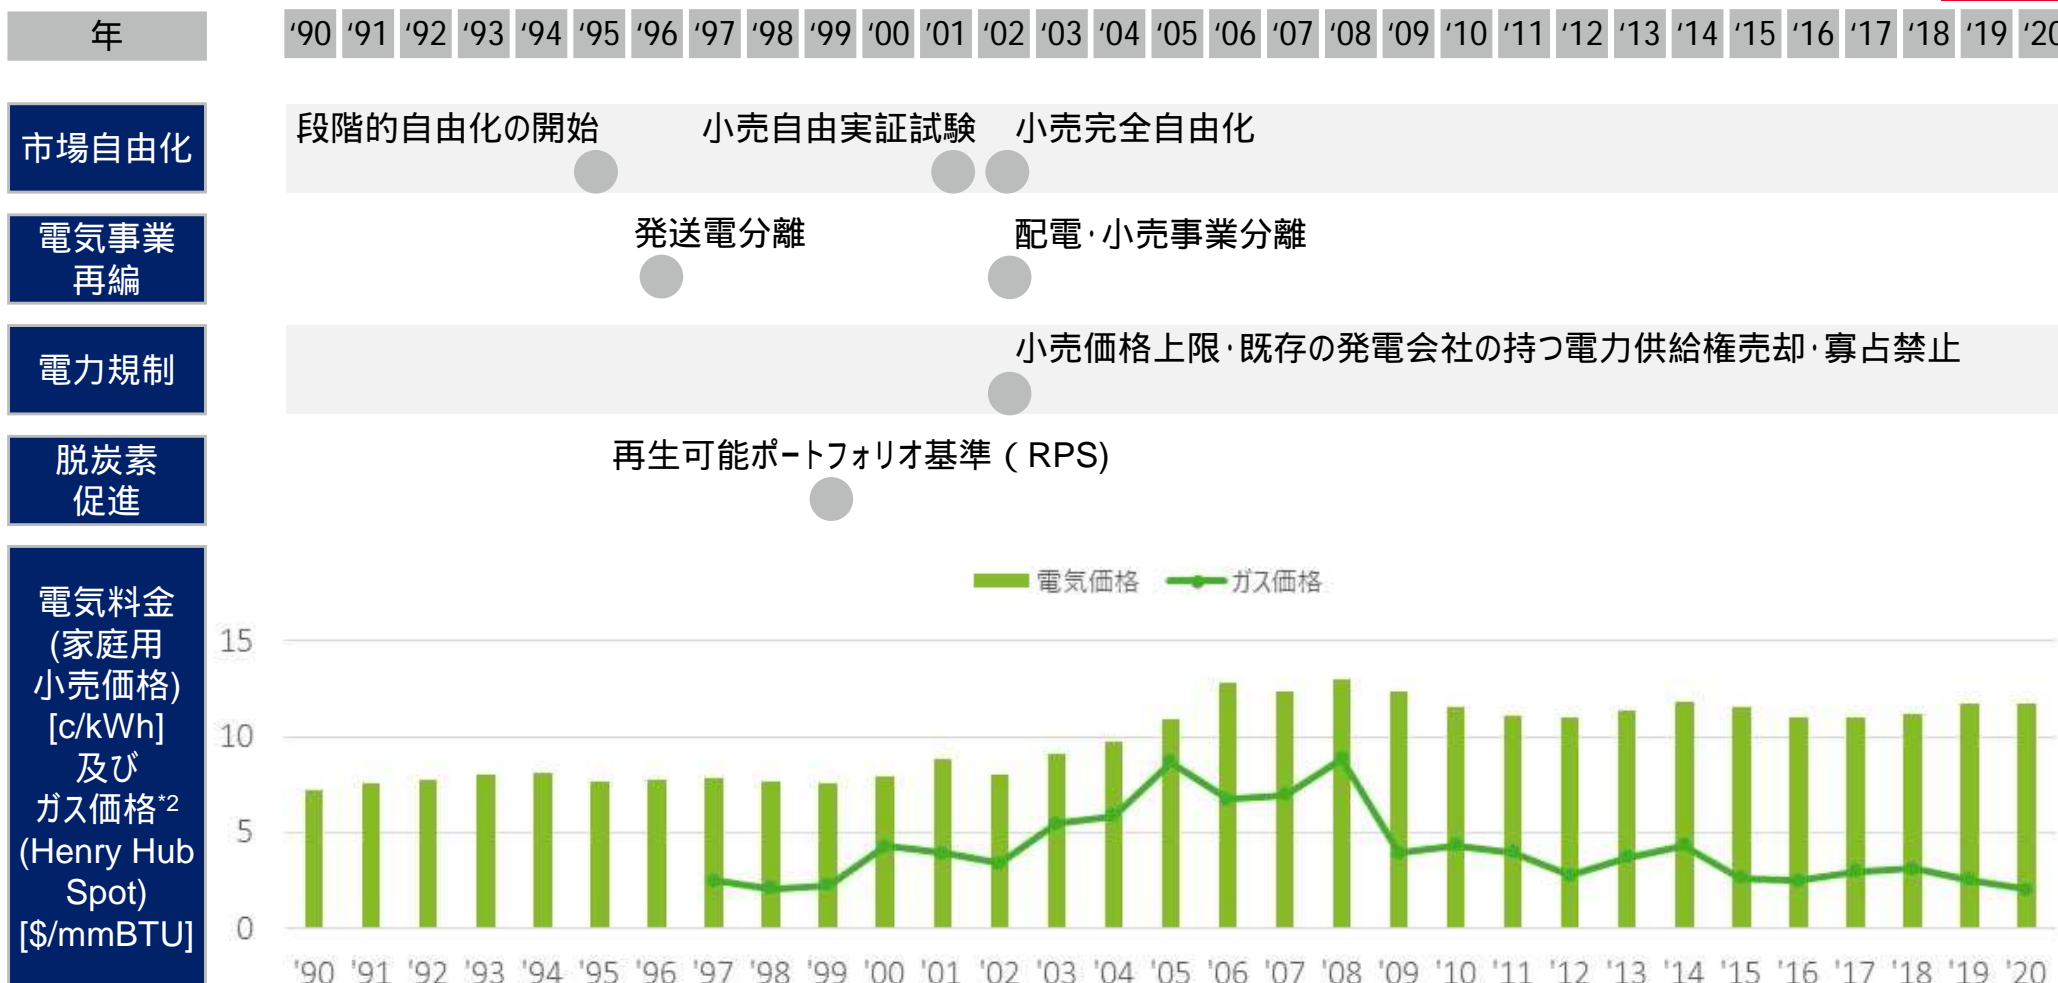 年 ‘90 ‘91 ‘92 ‘93 ‘94 ‘95 ‘96 ‘97 ‘98 ‘99 ‘00 ‘01 ‘02 ‘03 ‘04 ‘05 ‘06 ‘07 ‘08 ‘09 ‘10 ‘11 ‘12 ‘13 ‘14 ‘15 ‘16 ‘17 ‘18 ‘19 ‘20
市場自由化
段階的自由化の開始 小売自由実証試験 小売完全自由化
電気事業
再編
発送電分離 配電･小売事業分離
電力規制
小売価格上限･既存の発電会社の持つ電力供給権売却･寡占禁止
脱炭素
促進
再生可能ポートフォリオ基準（RPS)
電気料金
(家庭用
小売価格)
[c/kWh]
及び
ガス価格*2
(Henry Hub
Spot)
[$/mmBTU]
電気価格 ガス価格
15
10
5
0
'90 '91 '92 '93 '94 '95 '96 '97 '98 '99 '00 '01 '02 '03 '04 '05 '06 '07 '08 '09 '10 '11 '12 '13 '14 '15 '16 '17 '18 '19 '20